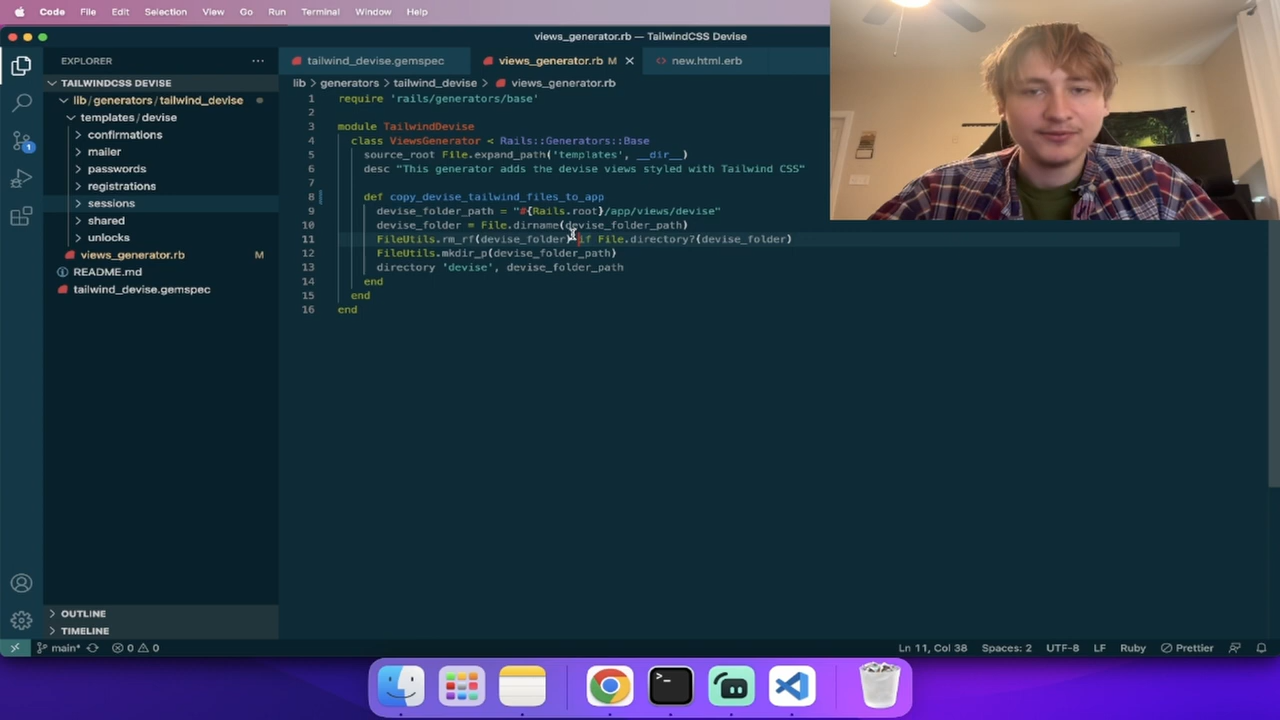 Code File Edit Selection View Go Run Terminal Window Help
views_generator.rb — TailwindCSS Devise
EXPLORER
tailwind_devise.gemspec
views_generator.rb M
new.html.erb
TAILWINDCSS DEVISE
lib > generators > tailwind_devise > views_generator.rb
lib / generators / tailwind_devise
templates / devise
confirmations
mailer
passwords
registrations
sessions
shared
unlocks
views_generator.rb M
README.md
tailwind_devise.gemspec
1 require 'rails/generators/base'
2
3 module TailwindDevise
4 class ViewsGenerator < Rails::Generators::Base
5 source_root File.expand_path('templates', __dir__)
6 desc "This generator adds the devise views styled with Tailwind CSS"
7
8 def copy_devise_tailwind_files_to_app
9 devise_folder_path = "#{Rails.root}/app/views/devise"
10 devise_folder = File.dirname(devise_folder_path)
11 FileUtils.rm_rf(devise_folder) if File.directory?(devise_folder)
12 FileUtils.mkdir_p(devise_folder_path)
13 directory 'devise', devise_folder_path
14 end
15 end
16 end
1
OUTLINE
TIMELINE
main* 0 0
Ln 11, Col 38 Spaces: 2 UTF-8 LF Ruby Prettier